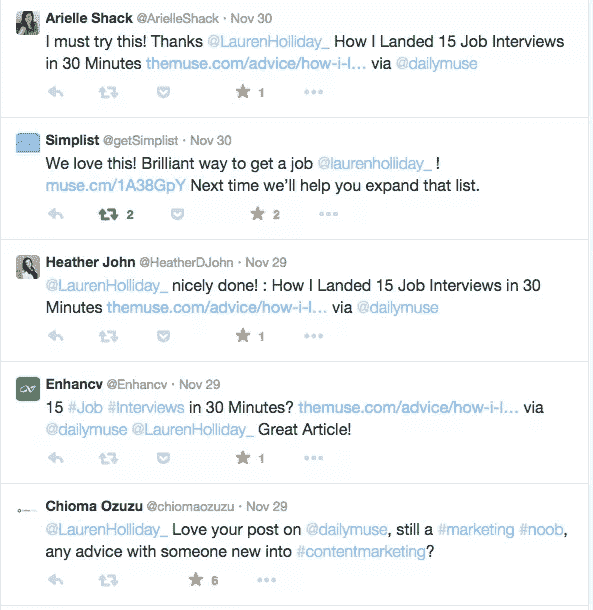 Arielle Shack @ArielleShack · Nov 30
I must try this! Thanks @LaurenHolliday_ How I Landed 15 Job Interviews
in 30 Minutes themuse.com/advice/how-i-l… via @dailymuse
1
Simplist @getSimplist · Nov 30
We love this! Brilliant way to get a job @laurenholliday_ !
muse.cm/1A38GpY Next time we'll help you expand that list.
2 2
Heather John @HeatherDJohn · Nov 29
@LaurenHolliday_ nicely done! : How I Landed 15 Job Interviews in 30
Minutes themuse.com/advice/how-i-l… via @dailymuse
1
Enhancv @Enhancv · Nov 29
15 #Job #Interviews in 30 Minutes? themuse.com/advice/how-i-l… via
@dailymuse @LaurenHolliday_ Great Article!
1
Chioma Ozuzu @chiomaozuzu · Nov 29
@LaurenHolliday_ Love your post on @dailymuse, still a #marketing #noob,
any advice with someone new into #contentmarketing?
6